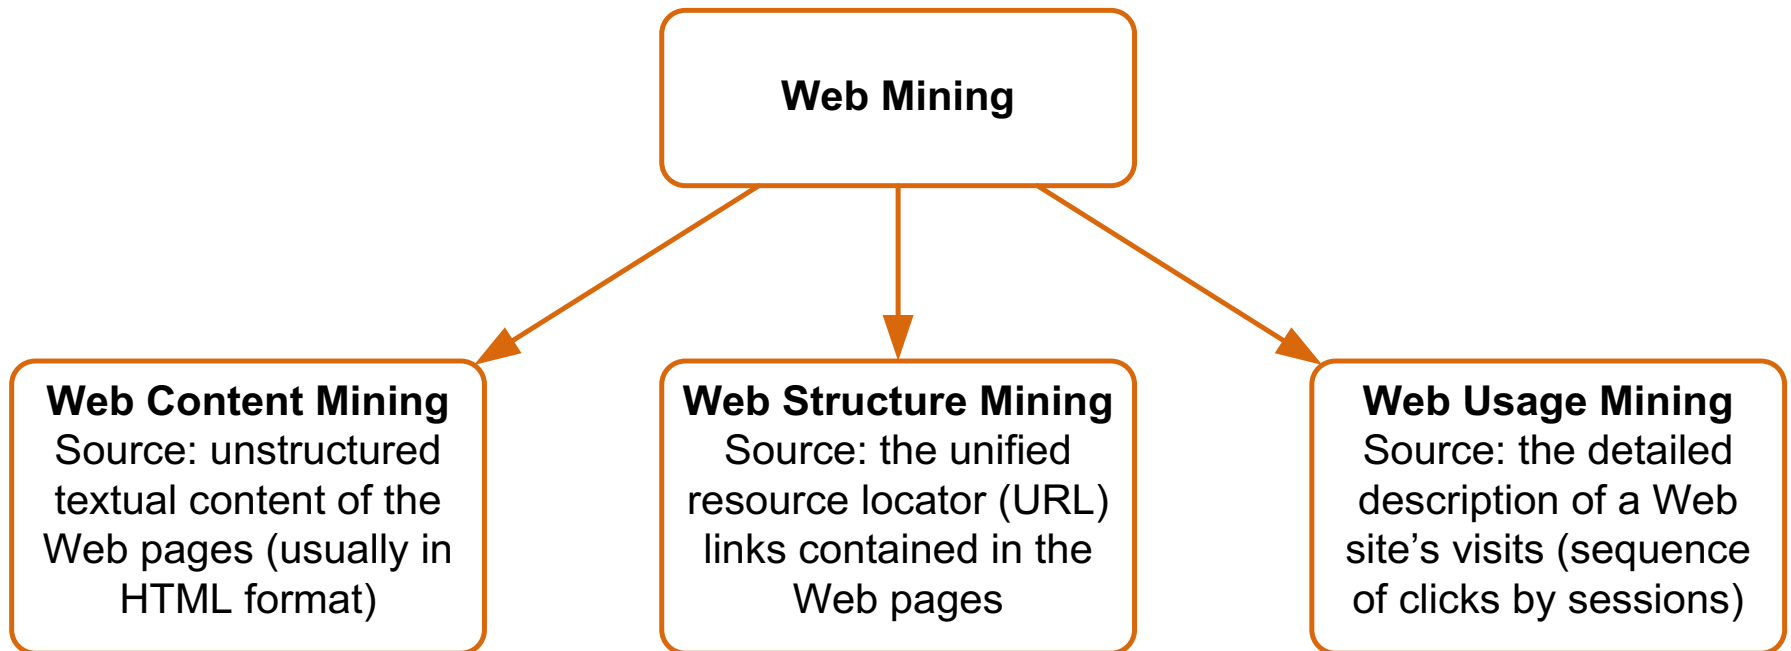 Web Mining
Web Content Mining
Source: unstructured
textual content of the
Web pages (usually in
HTML format)
Web Structure Mining
Source: the unified
resource locator (URL)
links contained in the
Web pages
Web Usage Mining
Source: the detailed
description of a Web
site’s visits (sequence
of clicks by sessions)